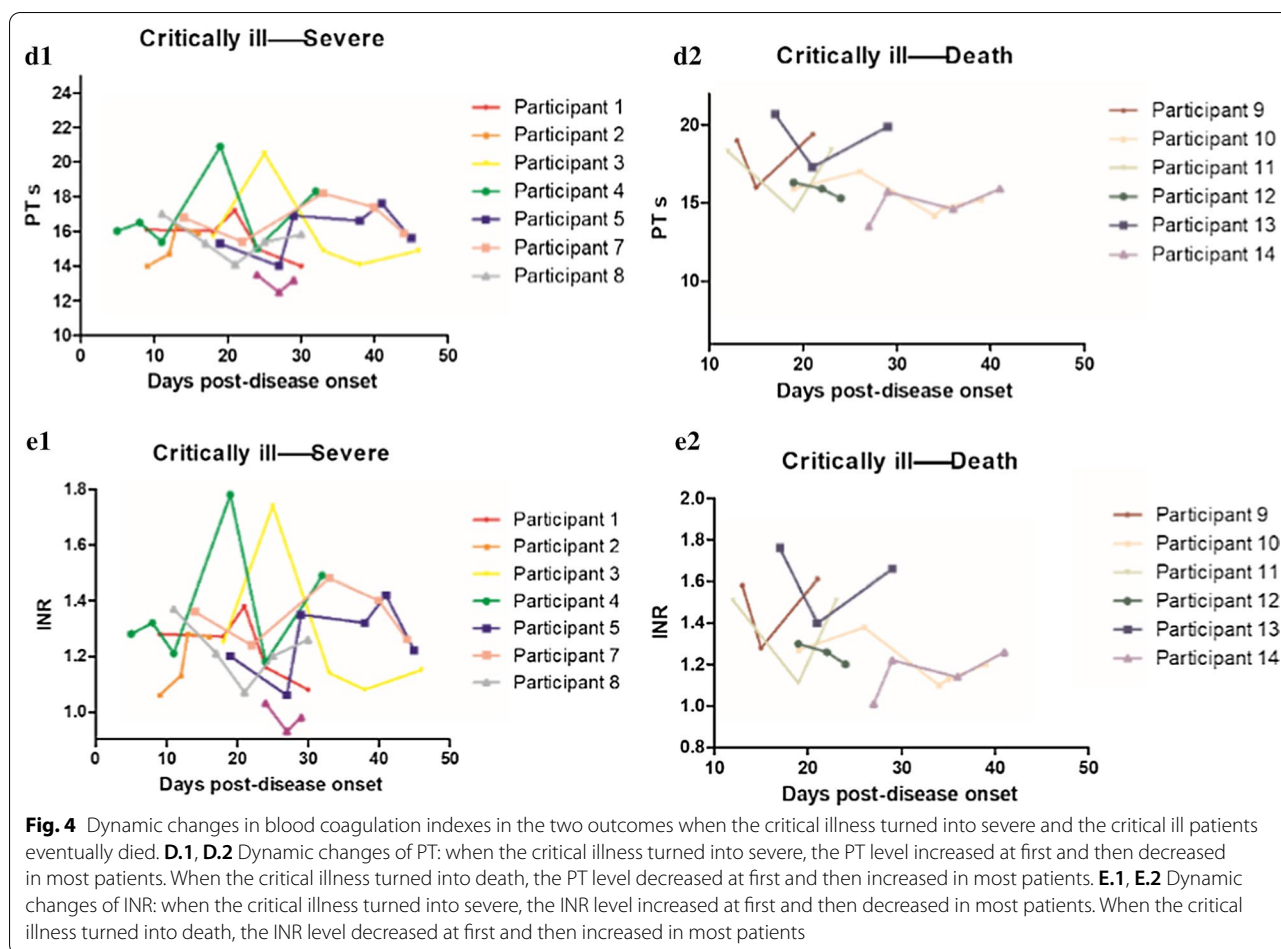 d1
Critically ill——Severe
PTs
24
22
20
18
16
14
12
10
0
10
20
30
40
50
Days post-disease onset
Participant 1
Participant 2
Participant 3
Participant 4
Participant 5
Participant 7
Participant 8
d2
Critically ill——Death
PTs
20
15
10
10
20
30
40
50
Days post-disease onset
Participant 9
Participant 10
Participant 11
Participant 12
Participant 13
Participant 14
e1
Critically ill——Severe
INR
1.8
1.6
1.4
1.2
1.0
0
10
20
30
40
50
Days post-disease onset
Participant 1
Participant 2
Participant 3
Participant 4
Participant 5
Participant 7
Participant 8
e2
Critically ill——Death
INR
2.0
1.8
1.6
1.4
1.2
1.0
0.8
10
20
30
40
50
Days post-disease onset
Participant 9
Participant 10
Participant 11
Participant 12
Participant 13
Participant 14
Fig. 4 Dynamic changes in blood coagulation indexes in the two outcomes when the critical illness turned into severe and the critical ill patients
eventually died. D.1, D.2 Dynamic changes of PT: when the critical illness turned into severe, the PT level increased at first and then decreased
in most patients. When the critical illness turned into death, the PT level decreased at first and then increased in most patients. E.1, E.2 Dynamic
changes of INR: when the critical illness turned into severe, the INR level increased at first and then decreased in most patients. When the critical
illness turned into death, the INR level decreased at first and then increased in most patients